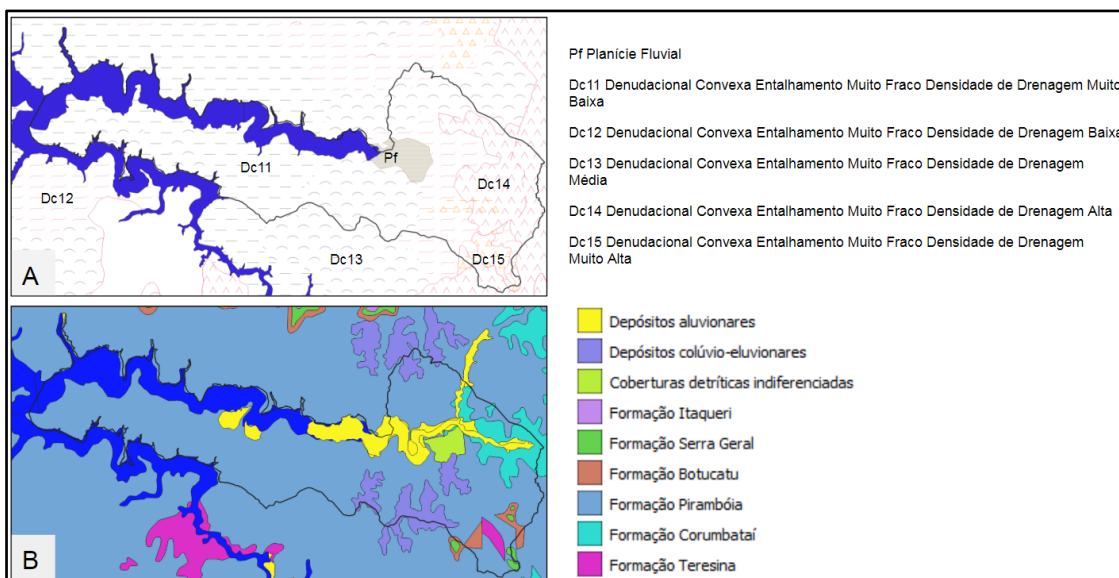 Pf
Dc11
Dc14
Dc12
Dc13
Dc15
A
Pf Planície Fluvial
Dc11 Denudacional Convexa Entalhamento Muito Fraco Densidade de Drenagem Muito
Baixa
Dc12 Denudacional Convexa Entalhamento Muito Fraco Densidade de Drenagem Baixa
Dc13 Denudacional Convexa Entalhamento Muito Fraco Densidade de Drenagem
Média
Dc14 Denudacional Convexa Entalhamento Muito Fraco Densidade de Drenagem Alta
Dc15 Denudacional Convexa Entalhamento Muito Fraco Densidade de Drenagem
Muito Alta
B
Depósitos aluvionares
Depósitos colúvio-eluvionares
Coberturas detríticas indiferenciadas
Formação Itaqueri
Formação Serra Geral
Formação Botucatu
Formação Pirambóia
Formação Corumbataí
Formação Teresina